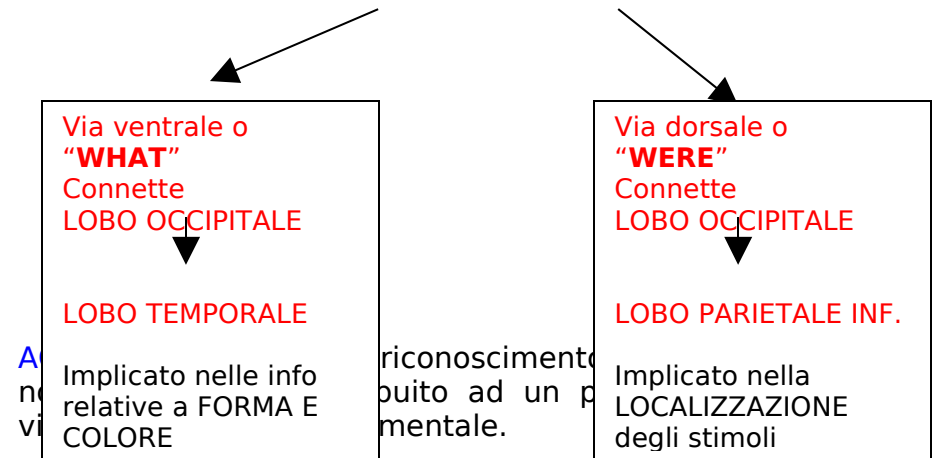 Via ventrale o
“WHAT”
Connette
LOBO OCCIPITALE
LOBO TEMPORALE
Implicato nelle info
relative a FORMA E
COLORE
Via dorsale o
“WERE”
Connette
LOBO OCCIPITALE
LOBO PARIETALE INF.
Implicato nella
LOCALIZZAZIONE
degli stimoli
riconoscimento
ad un
mentale.